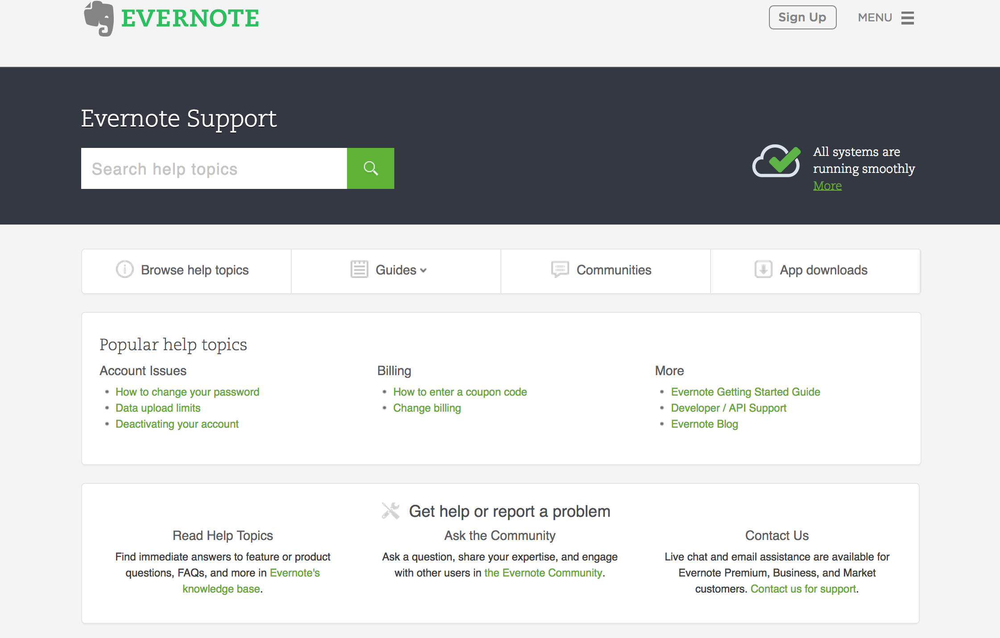 EVERNOTE
Sign Up
MENU
Evernote Support
Search help topics
All systems are
running smoothly
More
Browse help topics
Guides
Communities
App downloads
Popular help topics
Account Issues
How to change your password
Data upload limits
Deactivating your account
Billing
How to enter a coupon code
Change billing
More
Evernote Getting Started Guide
Developer / API Support
Evernote Blog
Get help or report a problem
Read Help Topics
Find immediate answers to feature or product
questions, FAQs, and more in Evernote's
knowledge base.
Ask the Community
Ask a question, share your expertise, and engage
with other users in the Evernote Community.
Contact Us
Live chat and email assistance are available for
Evernote Premium, Business, and Market
customers. Contact us for support.